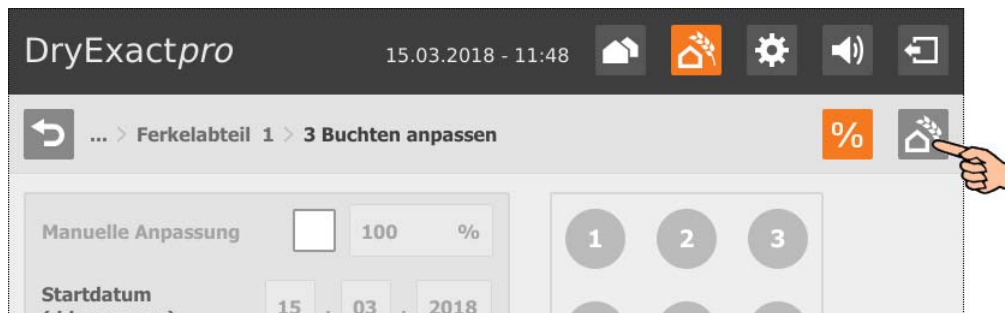 DryExactpro 15.03.2018 - 11:48
... > Ferkelabteil 1 > 3 Buchten anpassen %
Manuelle Anpassung 100 % 1 2 3
Startdatum
15 . 03 . 2018